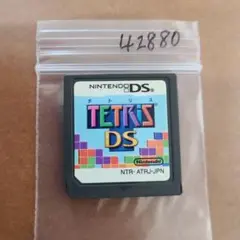 42880
NINTENDO DS
テトリス
TETRIS
DS
Nintendo
NTR-ATRJ-JPN